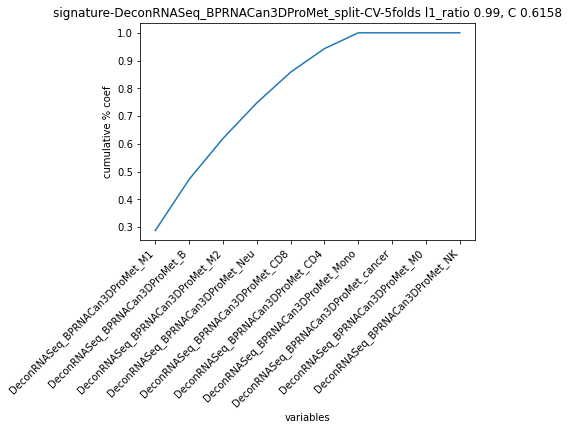 signature-DeconRNASeq_BPRNACan3DProMet_split-CV-5folds l1_ratio 0.99, C 0.6158
cumulative % coef
1.0
0.9
0.8
0.7
0.6
0.5
0.4
0.3
DeconRNASeq_BPRNACan3DProMet_M1
DeconRNASeq_BPRNACan3DProMet_B
DeconRNASeq_BPRNACan3DProMet_M2
DeconRNASeq_BPRNACan3DProMet_Neu
DeconRNASeq_BPRNACan3DProMet_CD8
DeconRNASeq_BPRNACan3DProMet_CD4
DeconRNASeq_BPRNACan3DProMet_Mono
DeconRNASeq_BPRNACan3DProMet_cancer
DeconRNASeq_BPRNACan3DProMet_M0
DeconRNASeq_BPRNACan3DProMet_NK
variables